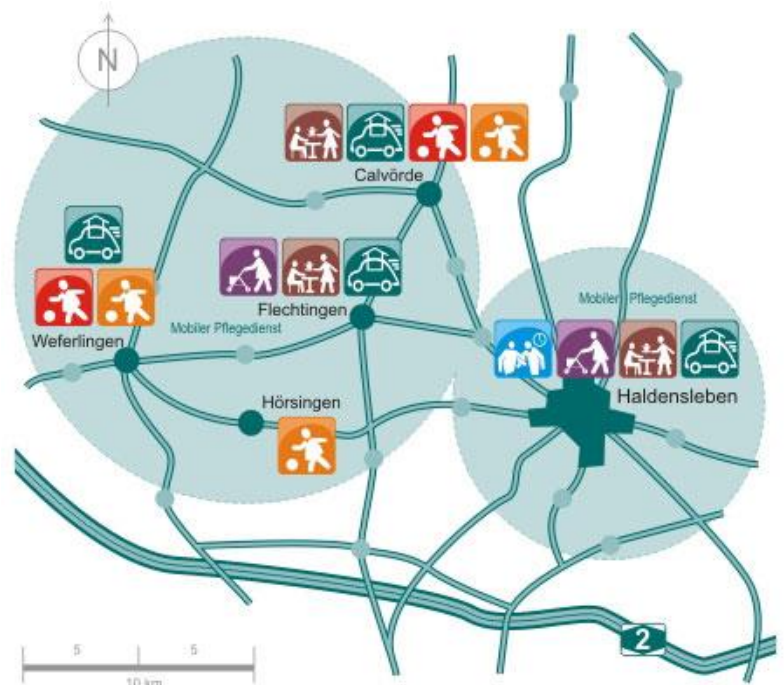 N
Calvörde
Flechtingen
Mobiler Pflegedienst
Weferlingen
Hörsingen
Mobiler Pflegedienst
Haldensleben
2
5 5
10 km